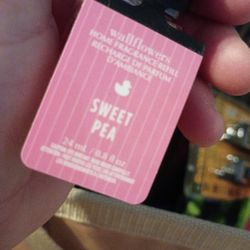 wallflowers
HOME FRAGRANCE REFILL
RECHARGE DE PARFUM
D'AMBIANCE
SWEET
PEA
24 mL / 0.8 fl oz